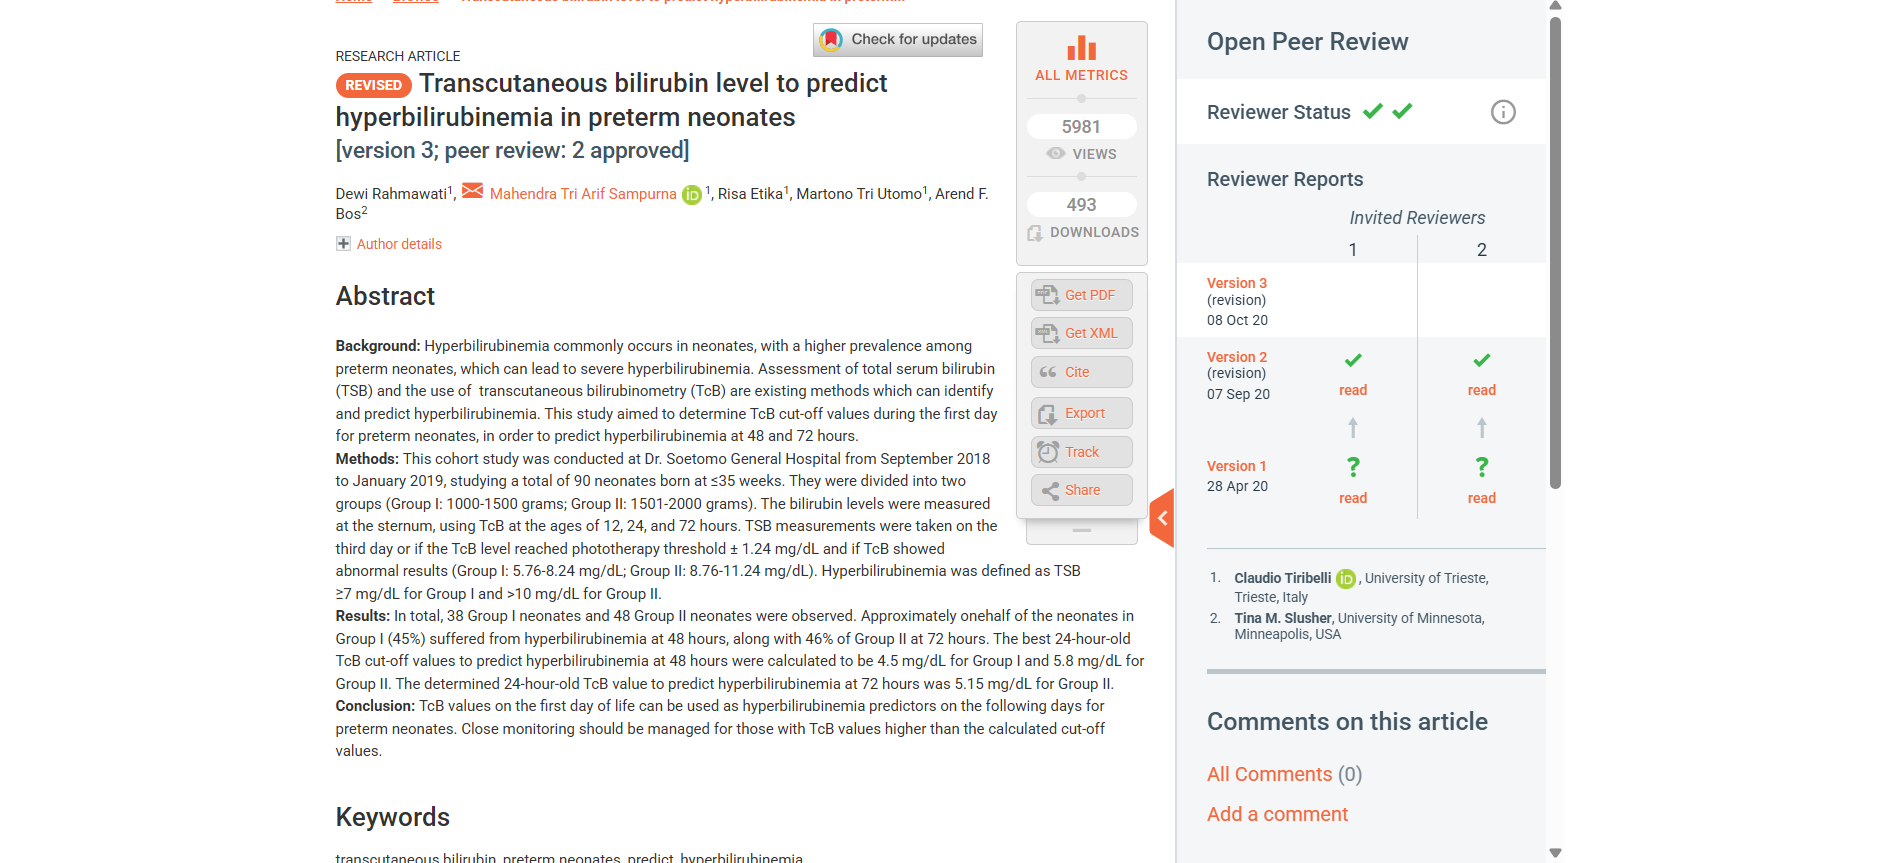 Home Browse Transcutaneous bilirubin level to predict hyperbilirubinemia in preterm...
Check for updates
RESEARCH ARTICLE
REVISED Transcutaneous bilirubin level to predict
hyperbilirubinemia in preterm neonates
[version 3; peer review: 2 approved]
Dewi Rahmawati1, Mahendra Tri Arif Sampurna iD 1, Risa Etika1, Martono Tri Utomo1, Arend F.
Bos2
Author details
Abstract
Background: Hyperbilirubinemia commonly occurs in neonates, with a higher prevalence among
preterm neonates, which can lead to severe hyperbilirubinemia. Assessment of total serum bilirubin
(TSB) and the use of  transcutaneous bilirubinometry (TcB) are existing methods which can identify
and predict hyperbilirubinemia. This study aimed to determine TcB cut-off values during the first day
for preterm neonates, in order to predict hyperbilirubinemia at 48 and 72 hours.
Methods: This cohort study was conducted at Dr. Soetomo General Hospital from September 2018
to January 2019, studying a total of 90 neonates born at ≤35 weeks. They were divided into two
groups (Group I: 1000-1500 grams; Group II: 1501-2000 grams). The bilirubin levels were measured
at the sternum, using TcB at the ages of 12, 24, and 72 hours. TSB measurements were taken on the
third day or if the TcB level reached phototherapy threshold ± 1.24 mg/dL and if TcB showed
abnormal results (Group I: 5.76-8.24 mg/dL; Group II: 8.76-11.24 mg/dL). Hyperbilirubinemia was defined as TSB
≥7 mg/dL for Group I and >10 mg/dL for Group II.
Results: In total, 38 Group I neonates and 48 Group II neonates were observed. Approximately onehalf of the neonates in
Group I (45%) suffered from hyperbilirubinemia at 48 hours, along with 46% of Group II at 72 hours. The best 24-hour-old
TcB cut-off values to predict hyperbilirubinemia at 48 hours were calculated to be 4.5 mg/dL for Group I and 5.8 mg/dL for
Group II. The determined 24-hour-old TcB value to predict hyperbilirubinemia at 72 hours was 5.15 mg/dL for Group II.
Conclusion: TcB values on the first day of life can be used as hyperbilirubinemia predictors on the following days for
preterm neonates. Close monitoring should be managed for those with TcB values higher than the calculated cut-off
values.
Keywords
transcutaneous bilirubin, preterm neonates, predict, hyperbilirubinemia
ALL METRICS
5981
VIEWS
493
DOWNLOADS
Get PDF
Get XML
Cite
Export
Track
Share
Open Peer Review
Reviewer Status
Reviewer Reports
Invited Reviewers
1 2
Version 3
(revision)
08 Oct 20
Version 2
(revision)
07 Sep 20
read read
Version 1
28 Apr 20
? ?
read read
1. Claudio Tiribelli iD , University of Trieste,
Trieste, Italy
2. Tina M. Slusher, University of Minnesota,
Minneapolis, USA
Comments on this article
All Comments (0)
Add a comment